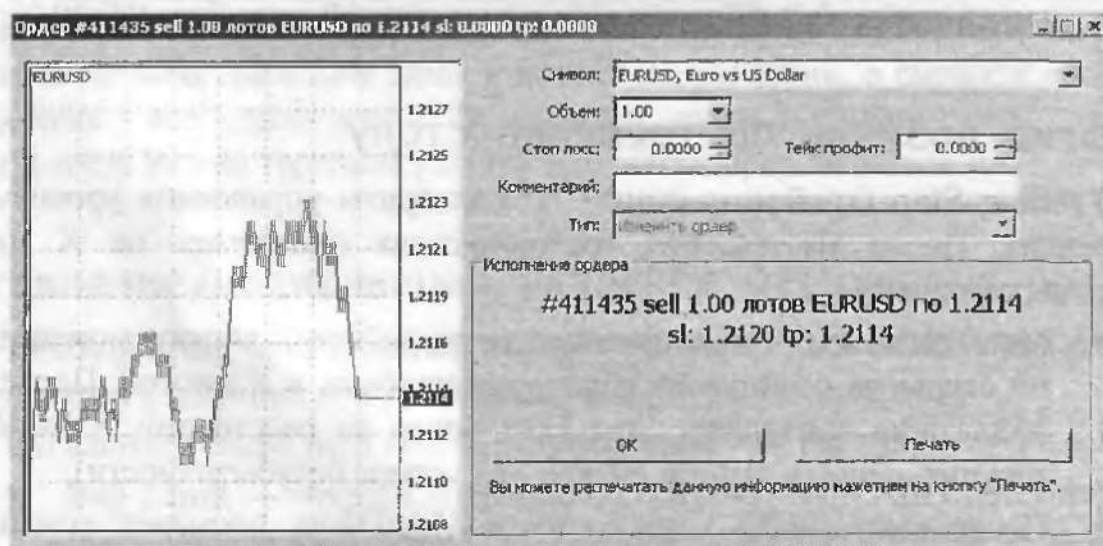 Ордер #411435 sell 1.00 лотов EURUSD по 1.2114 sl: 0.0000 tp: 0.0000
EURUSD
1.2127
1.2125
1.2123
1.2121
1.2119
1.2116
1.2114
1.2114
1.2112
1.2110
1.2108
Символ: EURUSD, Euro vs US Dollar
Объем: 1.00
Стоп лосс: 0.0000 Тейк профит: 0.0000
Комментарий:
Тип: Изменить ордер
Исполнение ордера
#411435 sell 1.00 лотов EURUSD по 1.2114
sl: 1.2120 tp: 1.2114
OK Печать
Вы можете распечатать данную информацию нажатием на кнопку "Печать".